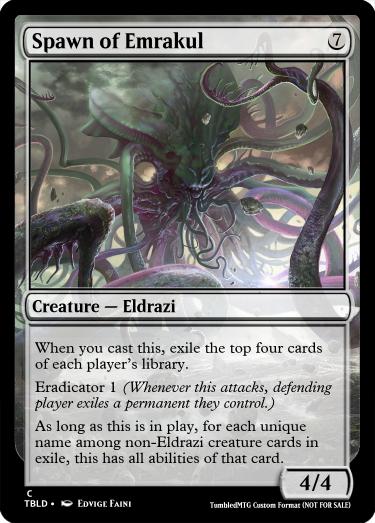 Spawn of Emrakul 7
Creature — Eldrazi
When you cast this, exile the top four cards
of each player's library.
Eradicator 1 (Whenever this attacks, defending
player exiles a permanent they control.)
As long as this is in play, for each unique
name among non-Eldrazi creature cards in
exile, this has all abilities of that card.
4/4
C
TBLD • EDVIGE FAINI
TumbledMTG Custom Format (NOT FOR SALE)